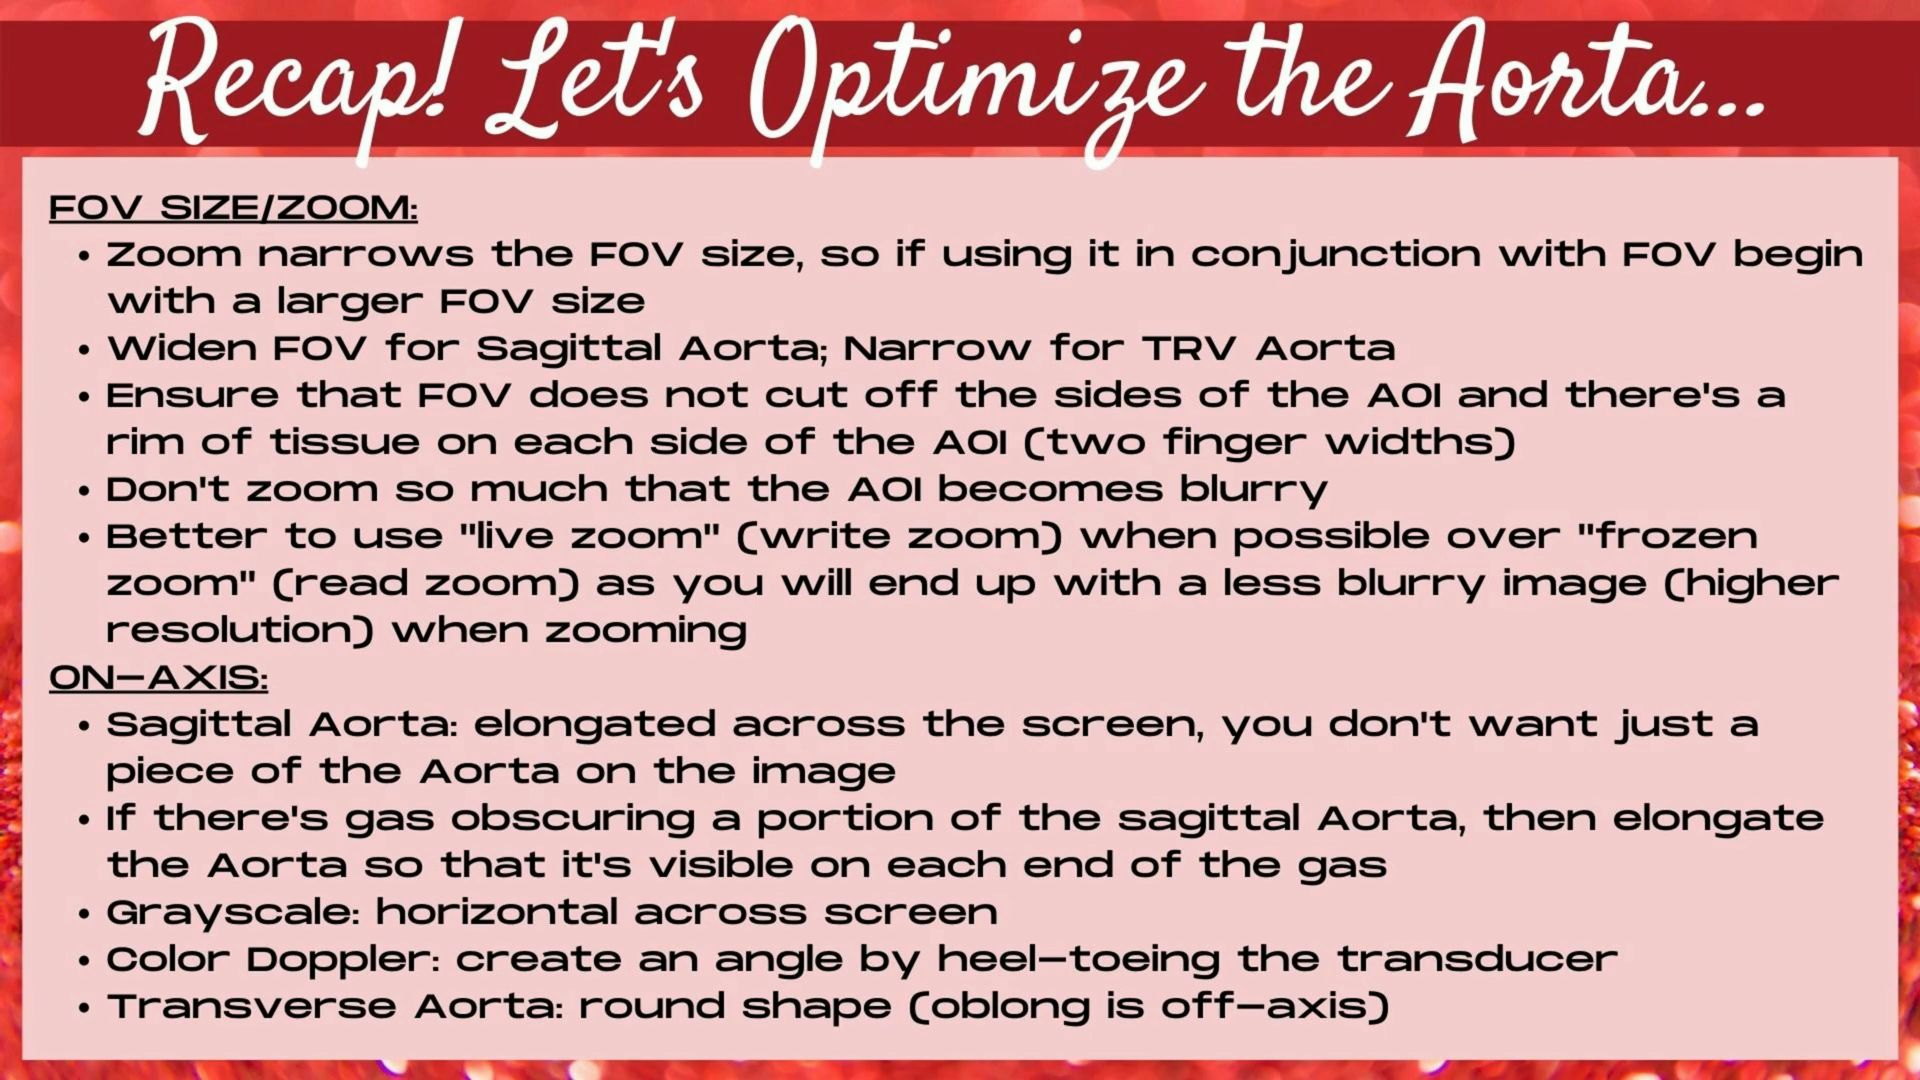 Recap! Let's Optimize the Aorta...
FOV SIZE/ZOOM:
• Zoom narrows the FOV size, so if using it in conjunction with FOV begin
with a larger FOV size
• Widen FOV for Sagittal Aorta; Narrow for TRV Aorta
• Ensure that FOV does not cut off the sides of the AOI and there's a
rim of tissue on each side of the AOI (two finger widths)
• Don't zoom so much that the AOI becomes blurry
• Better to use "live zoom" (write zoom) when possible over "frozen
zoom" (read zoom) as you will end up with a less blurry image (higher
resolution) when zooming
ON-AXIS:
• Sagittal Aorta: elongated across the screen, you don't want just a
piece of the Aorta on the image
• If there's gas obscuring a portion of the sagittal Aorta, then elongate
the Aorta so that it's visible on each end of the gas
• Grayscale: horizontal across screen
• Color Doppler: create an angle by heel-toeing the transducer
• Transverse Aorta: round shape (oblong is off-axis)